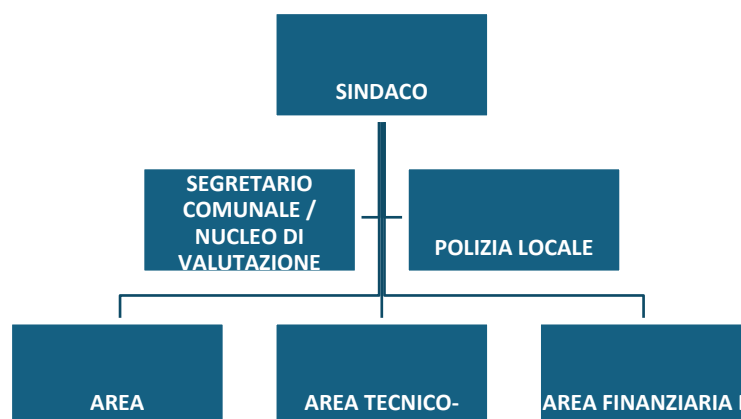 SINDACO
SEGRETARIO
COMUNALE /
NUCLEO DI
VALUTAZIONE
POLIZIA LOCALE
AREA
AREA TECNICO-
AREA FINANZIARIA